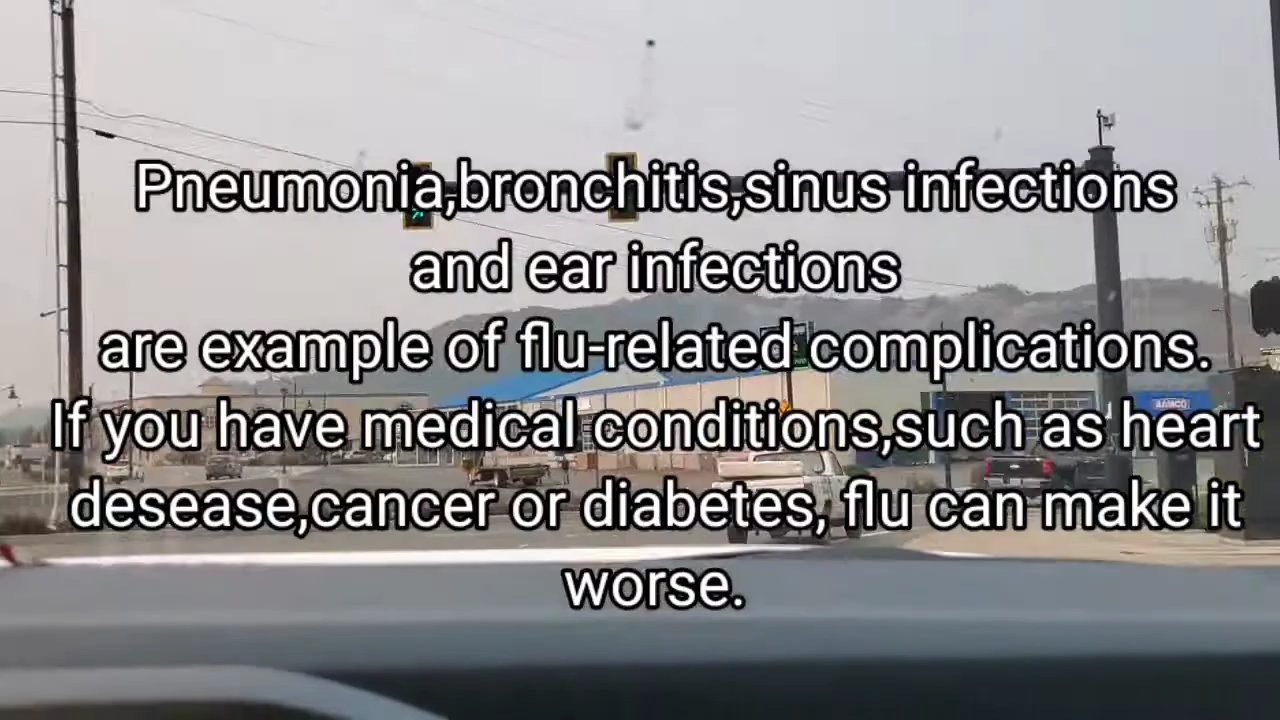 Pneumonia,bronchitis,sinus infections
and ear infections
are example of flu-related complications.
If you have medical conditions,such as heart
desease,cancer or diabetes, flu can make it
worse.
AAMCO